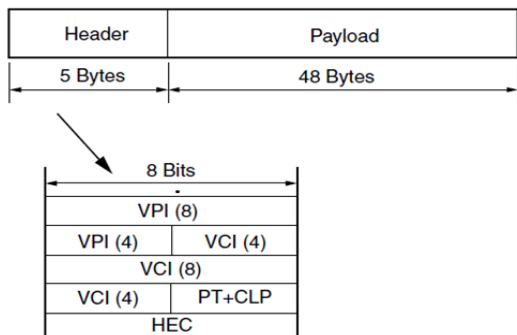 Header Payload
5 Bytes 48 Bytes
8 Bits
VPI (8)
VPI (4) VCI (4)
VCI (8)
VCI (4) PT+CLP
HEC